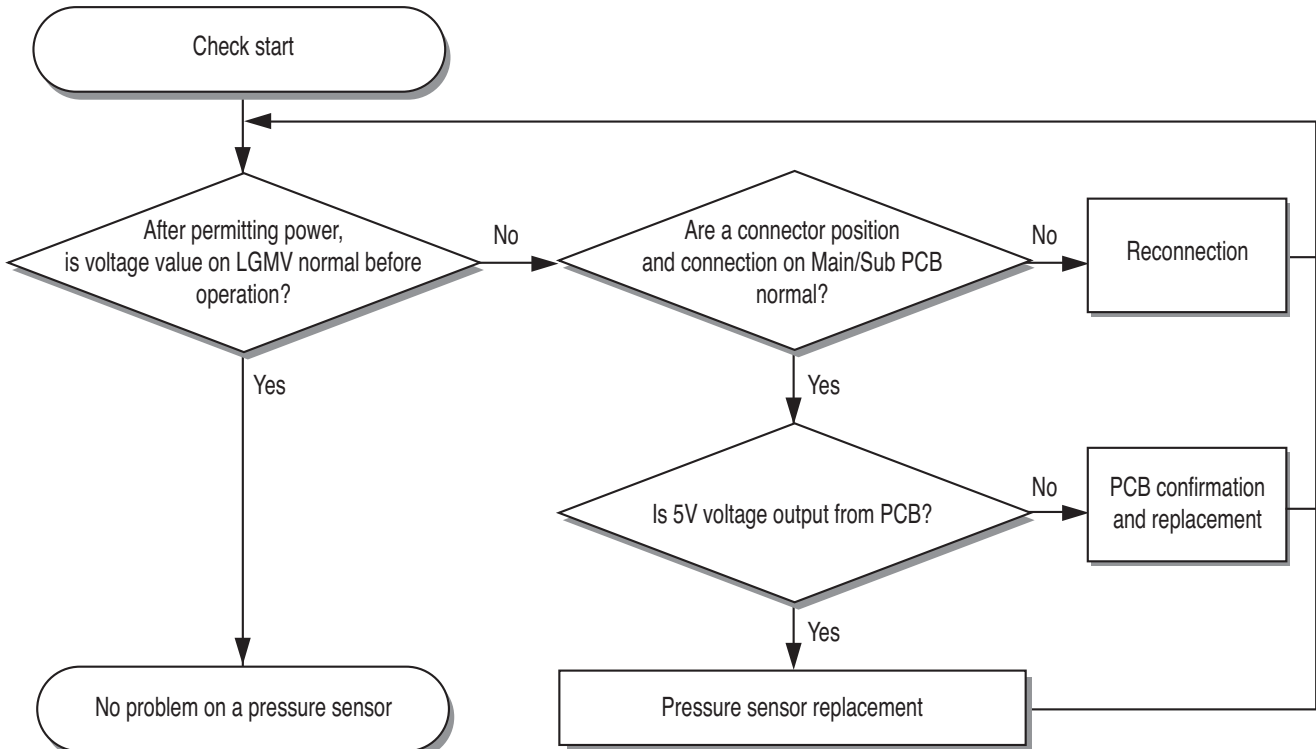 Check start
After permitting power,
is voltage value on LGMV normal before
operation?
No
Are a connector position
and connection on Main/Sub PCB
normal?
No
Reconnection
Yes
Yes
Is 5V voltage output from PCB?
No
PCB confirmation
and replacement
Yes
No problem on a pressure sensor
Pressure sensor replacement